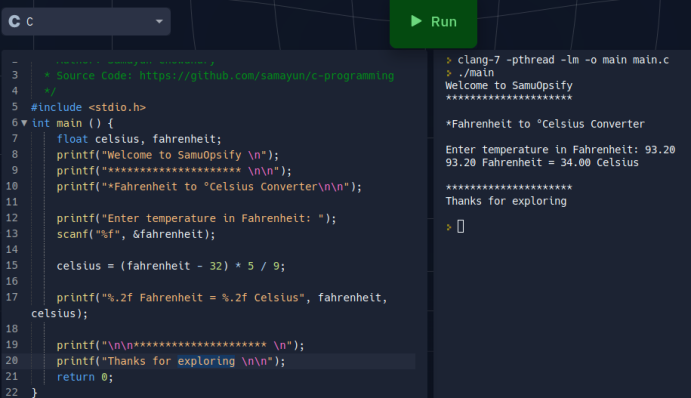 C C
Run
2 * Author: Samayun Chowdhury
3 * Source Code: https://github.com/samayun/c-programming
4 */
5 #include <stdio.h>
6 int main () {
7 float celsius, fahrenheit;
8 printf("Welcome to SamuOpsify \n");
9 printf("********************* \n\n");
10 printf("*Fahrenheit to °Celsius Converter\n\n");
11
12 printf("Enter temperature in Fahrenheit: ");
13 scanf("%f", &fahrenheit);
14
15 celsius = (fahrenheit - 32) * 5 / 9;
16
17 printf("%.2f Fahrenheit = %.2f Celsius", fahrenheit,
celsius);
18
19 printf("\n\n********************* \n");
20 printf("Thanks for exploring \n\n");
21 return 0;
22 }
clang-7 -pthread -lm -o main main.c
./main
Welcome to SamuOpsify
*********************
*Fahrenheit to °Celsius Converter
Enter temperature in Fahrenheit: 93.20
93.20 Fahrenheit = 34.00 Celsius
*********************
Thanks for exploring